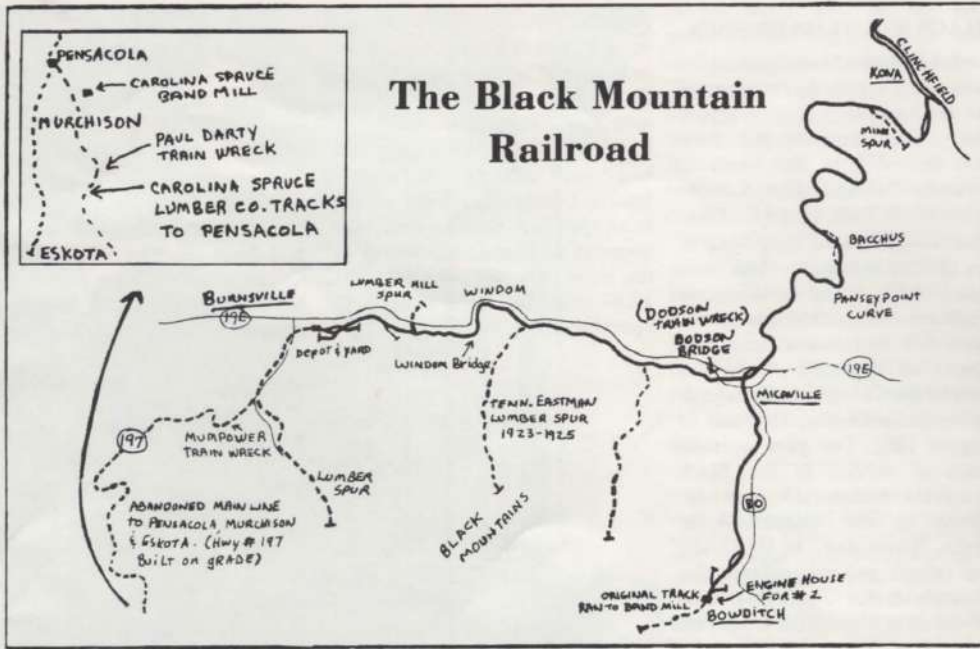 The Black Mountain
Railroad
PENSACOLA
CAROLINA SPRUCE
BAND MILL
MURCHISON
PAUL DARTY
TRAIN WRECK
CAROLINA SPRUCE
LUMBER CO. TRACKS
TO PENSACOLA
ESKOTA
CLINCHFIELD
KONA
MINE
SPUR
BACCHUS
PANSEY POINT
CURVE
BURNSVILLE
19E
LUMBER MILL
SPUR
WINDOM
DEPOT & YARD
WINDOM Bridge
(DODSON
TRAIN WRECK)
DODSON
BRIDGE
19E
MICAVILLE
197
MUMPOWER
TRAIN WRECK
LUMBER
SPUR
TENN. EASTMAN
LUMBER SPUR
1923-1925
BLACK
MOUNTAINS
ABANDONED MAIN LINE
TO PENSACOLA, MURCHISON
& ESKOTA. (HWY # 197
Built on gRADE)
80
ORIGINAL TRACK
RAN TO BAND MILL
ENGINE HOUSE
FOR # 2
BOWDITCH